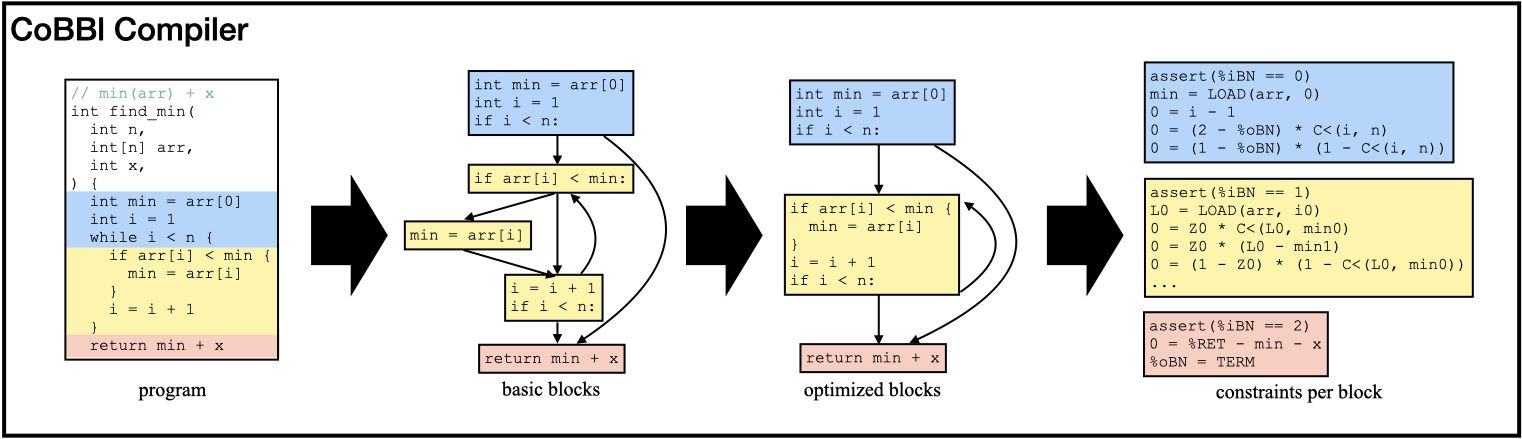 CoBBl Compiler
// min(arr) + x
int find_min(
int n,
int[n] arr,
int x,
) {
int min = arr[0]
int i = 1
while i < n {
if arr[i] < min {
min = arr[i]
}
i = i + 1
}
return min + x
program
int min = arr[0]
int i = 1
if i < n:
if arr[i] < min:
min = arr[i]
i = i + 1
if i < n:
return min + x
basic blocks
int min = arr[0]
int i = 1
if i < n:
if arr[i] < min {
min = arr[i]
}
i = i + 1
if i < n:
return min + x
optimized blocks
assert(%iBN == 0)
min = LOAD(arr, 0)
0 = i - 1
0 = (2 - %oBN) * C<(i, n)
0 = (1 - %oBN) * (1 - C<(i, n))
assert(%iBN == 1)
L0 = LOAD(arr, i0)
0 = Z0 * C<(L0, min0)
0 = Z0 * (L0 - min1)
0 = (1 - Z0) * (1 - C<(L0, min0))
...
assert(%iBN == 2)
0 = %RET - min - x
%oBN = TERM
constraints per block